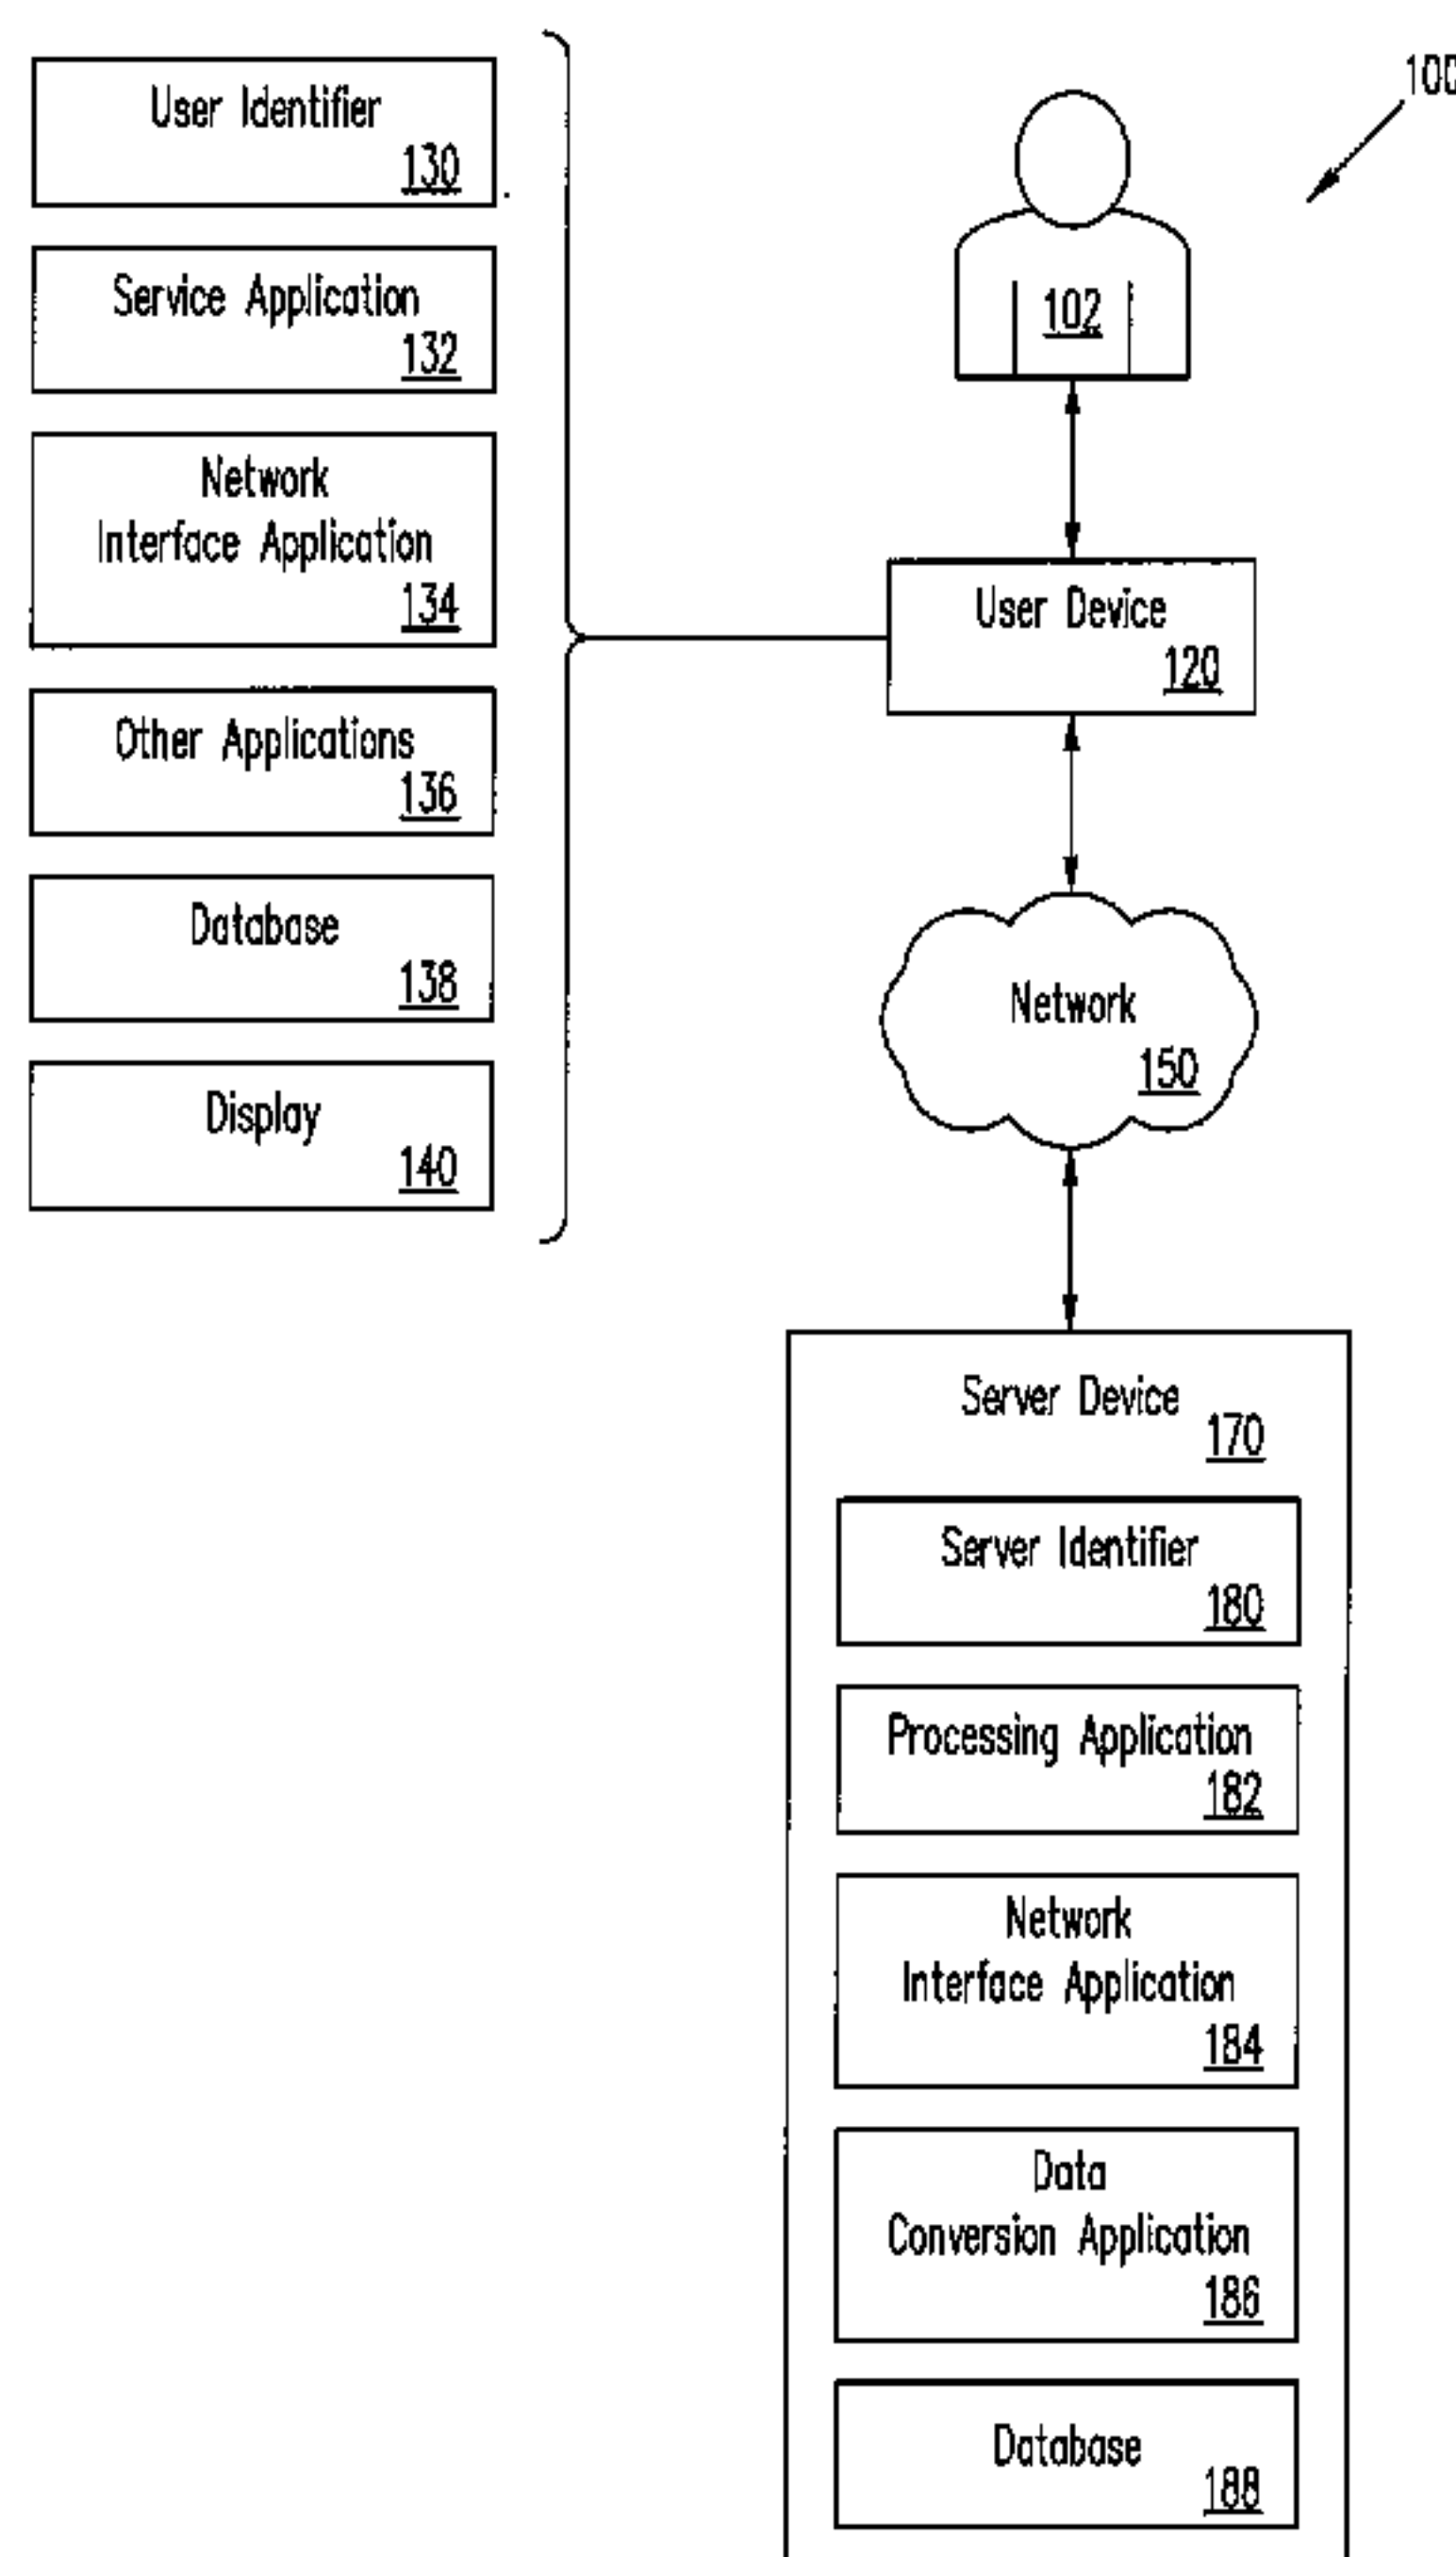 100
User Identifier
130
Service Application
132
Network
Interface Application
134
Other Applications
136
Database
138
Display
140
102
User Device
120
Network
150
Server Device
170
Server Identifier
180
Processing Application
182
Network
Interface Application
184
Data
Conversion Application
186
Database
188